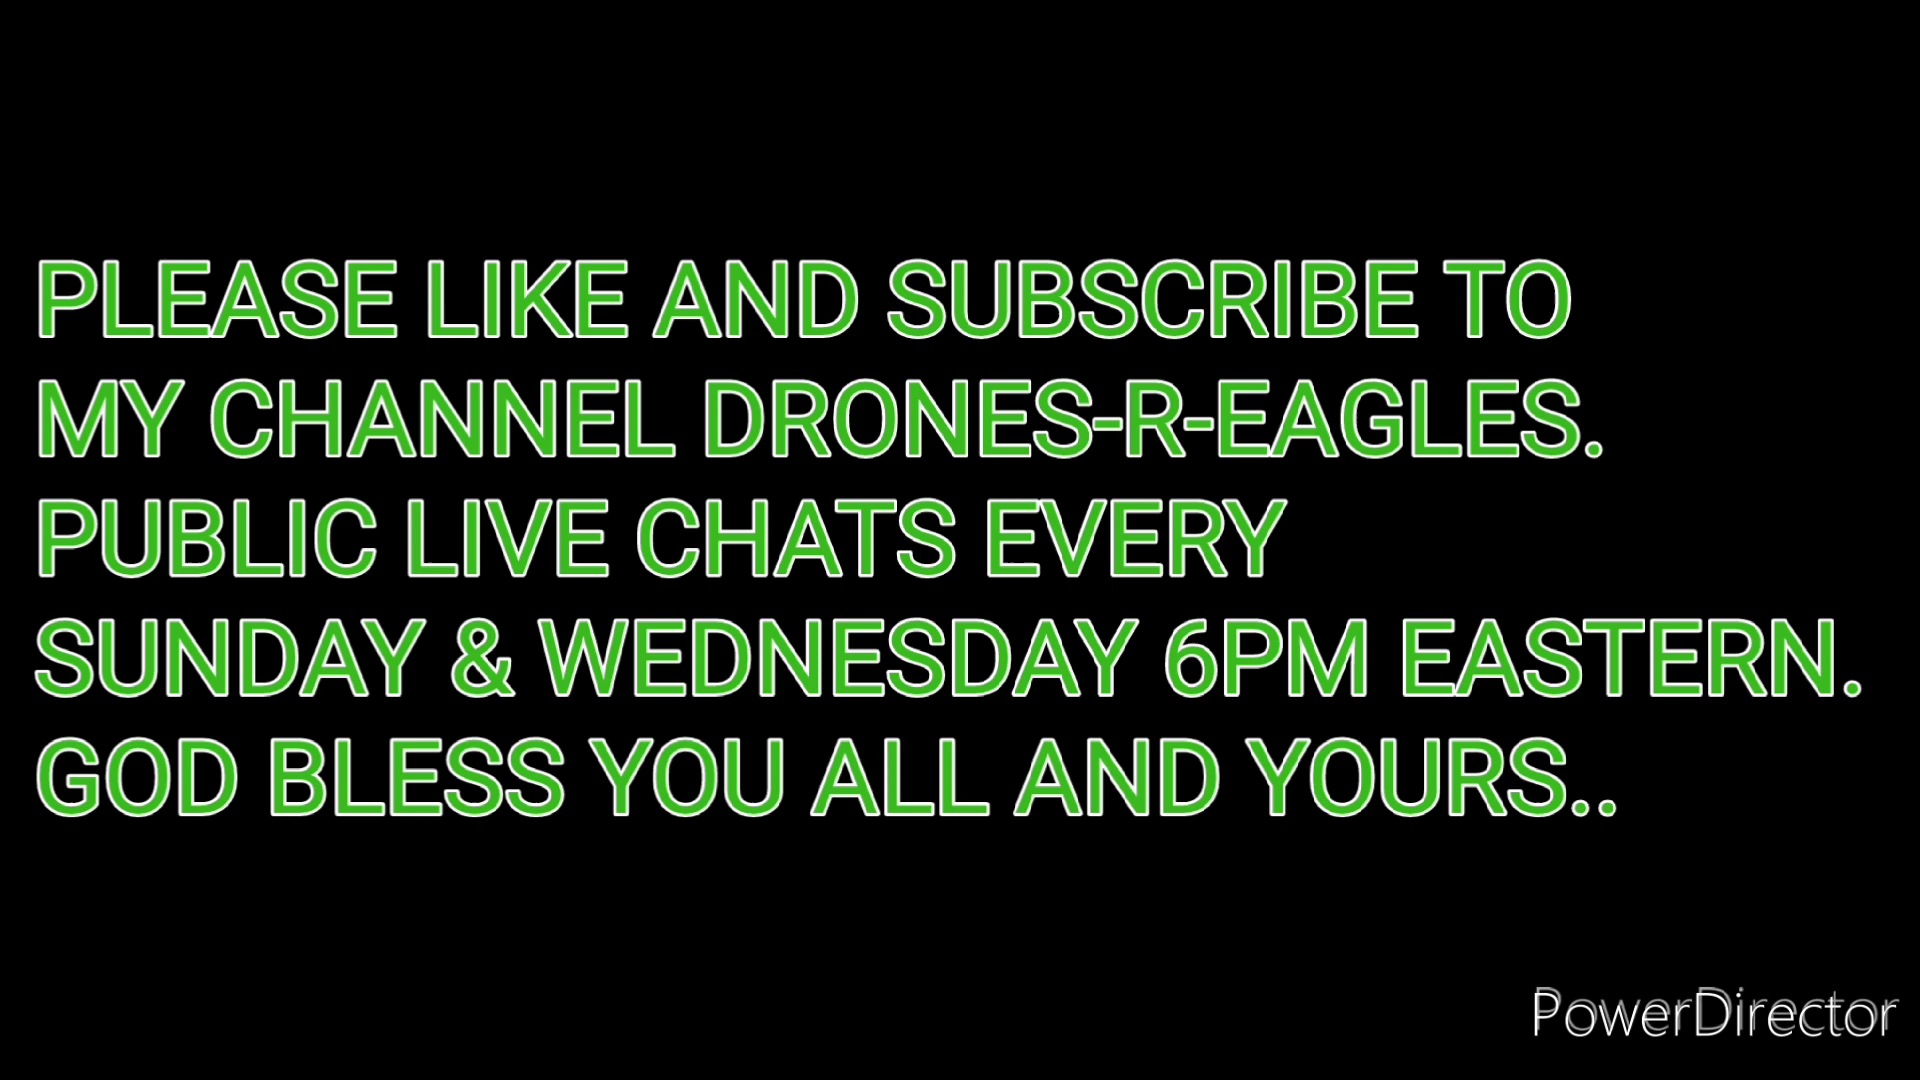 PLEASE LIKE AND SUBSCRIBE TO
MY CHANNEL DRONES-R-EAGLES.
PUBLIC LIVE CHATS EVERY
SUNDAY & WEDNESDAY 6PM EASTERN.
GOD BLESS YOU ALL AND YOURS..
PowerDirector